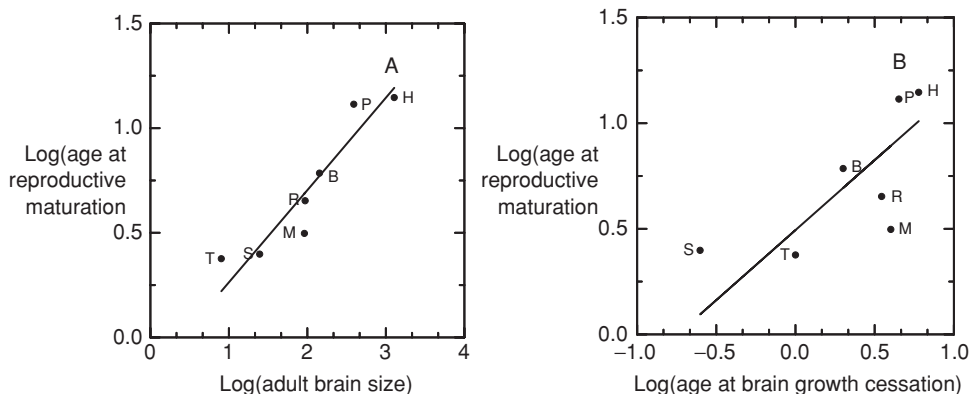 1.5
A
P
H
1.0
Log(age at
reproductive
maturation
B
R
0.5
M
T
S
0.0
0
1
2
3
4
Log(adult brain size)
1.5
B
P
H
1.0
Log(age at
reproductive
maturation
B
R
0.5
M
S
T
0.0
−1.0
−0.5
0.0
0.5
1.0
Log(age at brain growth cessation)